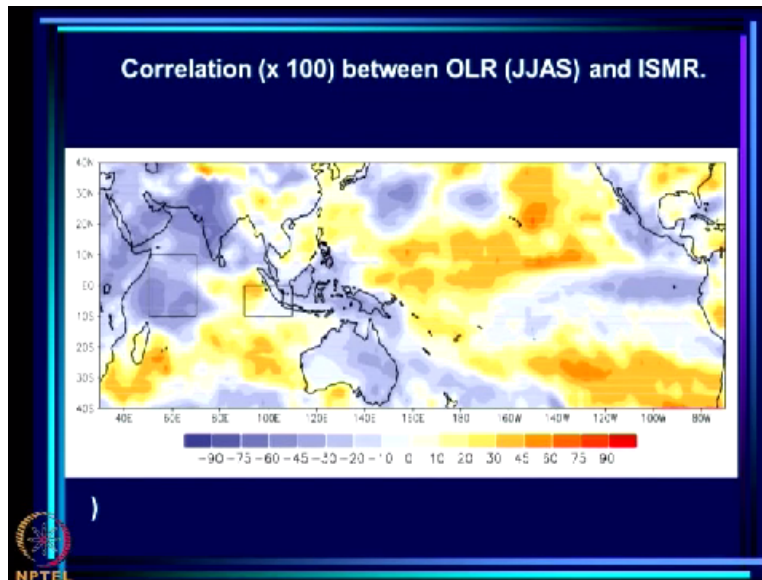 Correlation (x 100) between OLR (JJAS) and ISMR.
40N
30N
20N
10N
EQ
10S
20S
30S
40S
40E 60E 80E 100E 120E 140E 160E 180 160W 140W 120W 100W 80W
-90 -75 -60 -45 -30 -20 -10 0 10 20 30 45 60 75 90
)
NPTEL